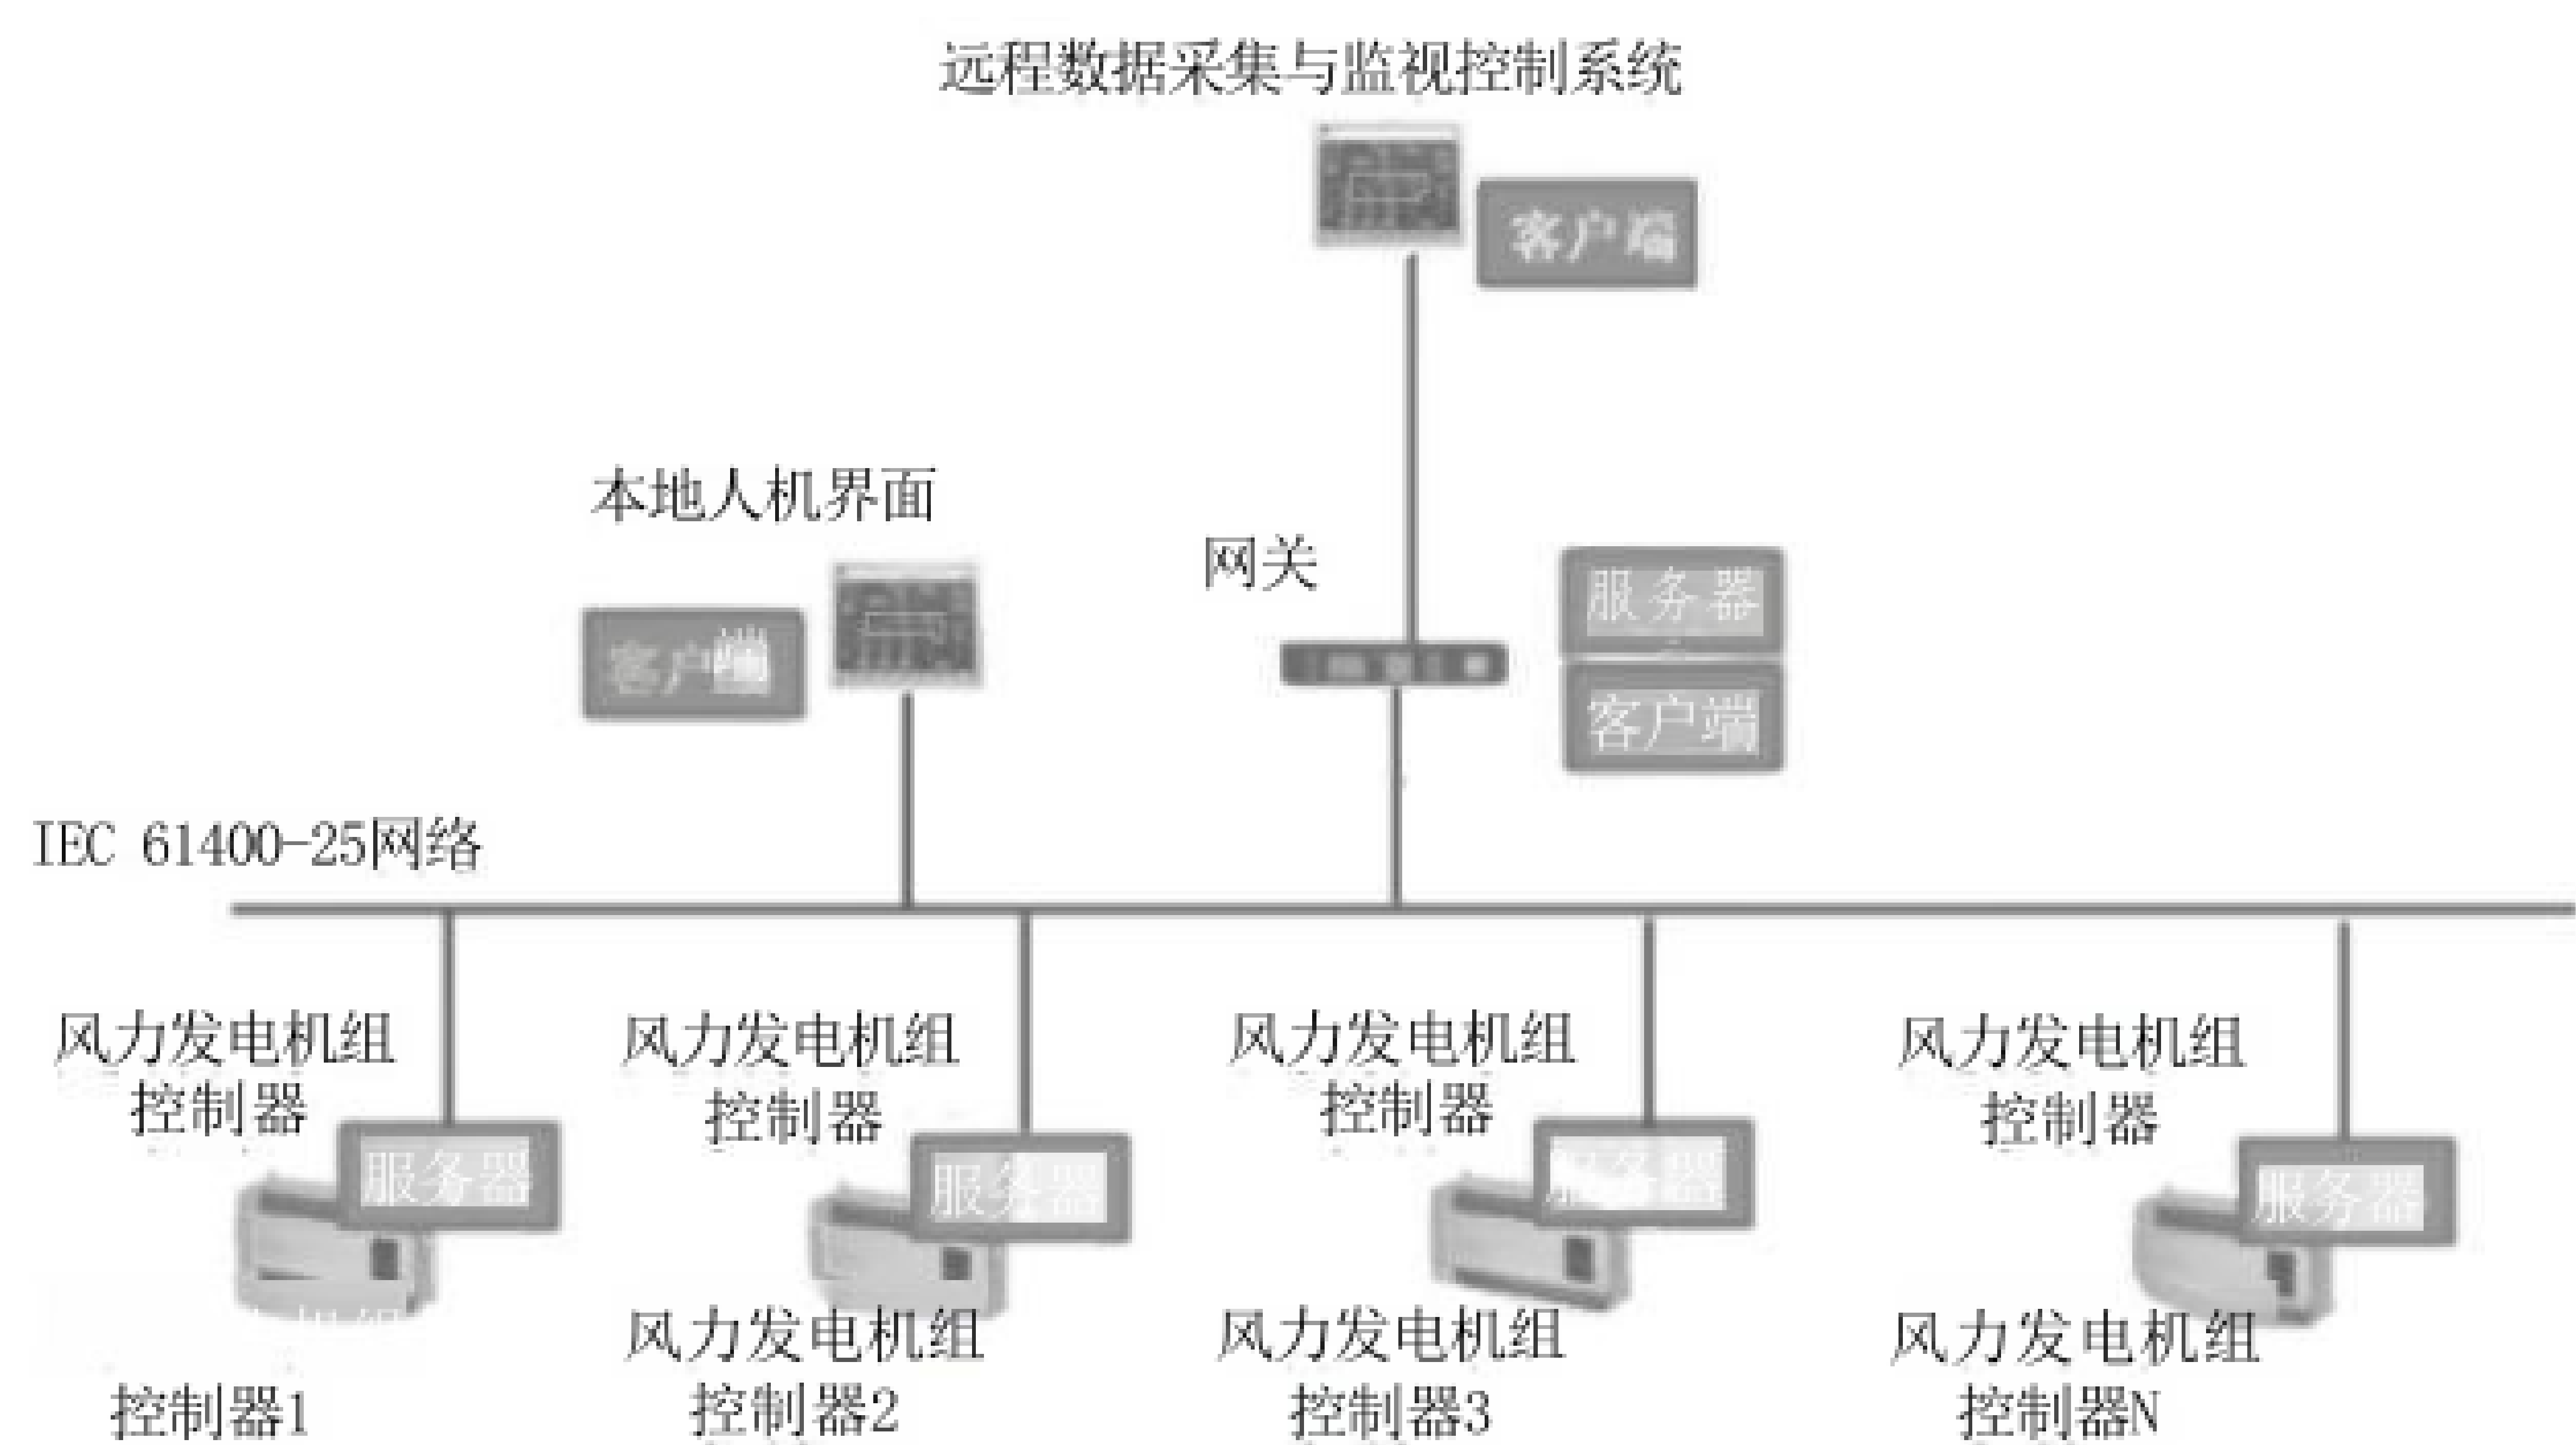 远程数据采集与监视控制系统
客户端
本地人机界面
网关
服务器
客户端
客户端
IEC 61400-25网络
风力发电机组
控制器
服务器
风力发电机组
控制器
服务器
风力发电机组
控制器
服务器
风力发电机组
控制器
服务器
控制器1
风力发电机组
控制器2
风力发电机组
控制器3
风力发电机组
控制器N